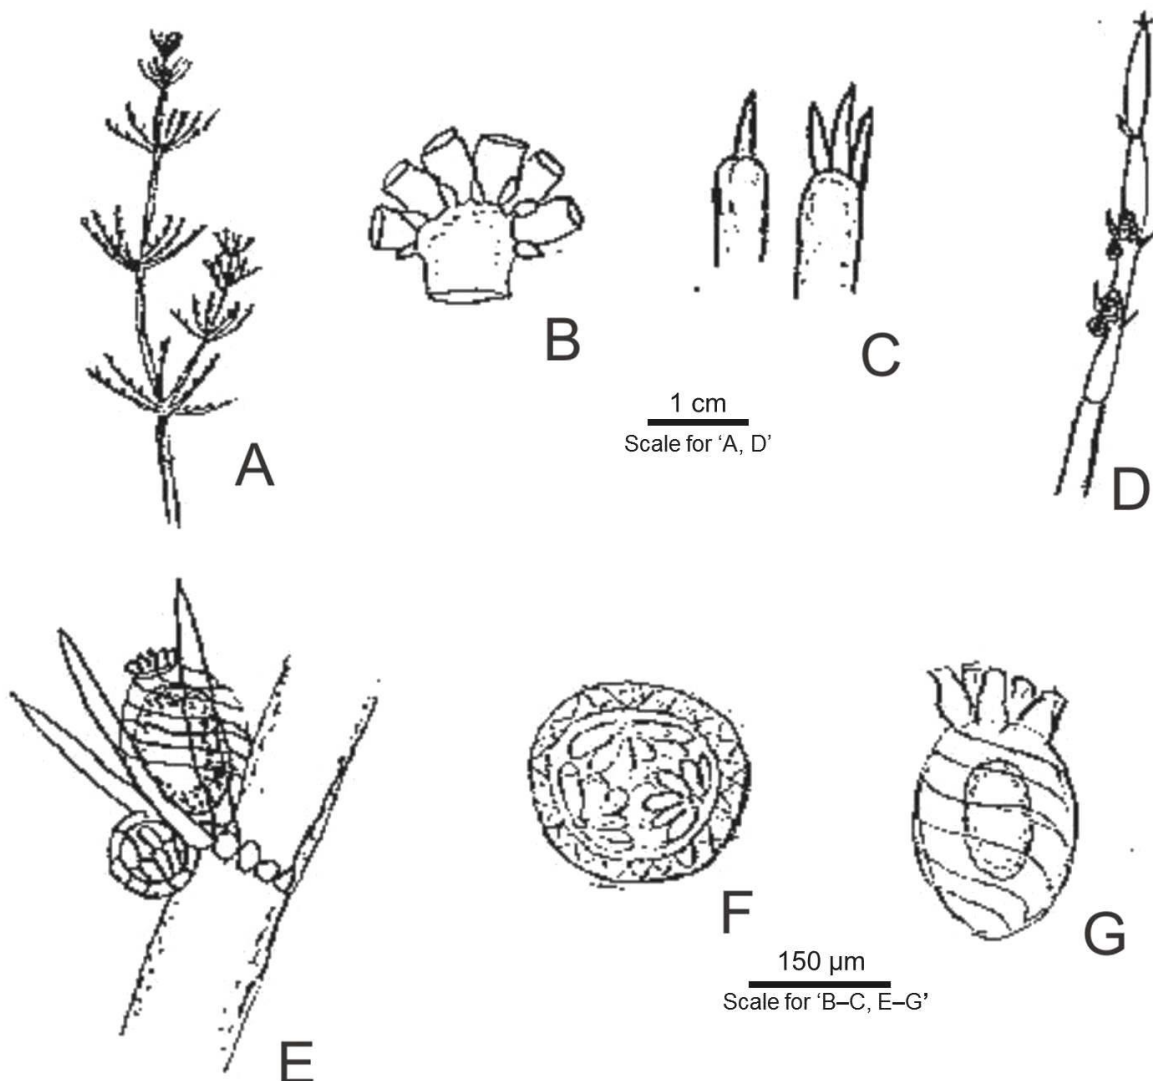 B
C
1 cm
Scale for ‘A, D’
A
D
F
G
150 µm
Scale for ‘B–C, E–G’
E